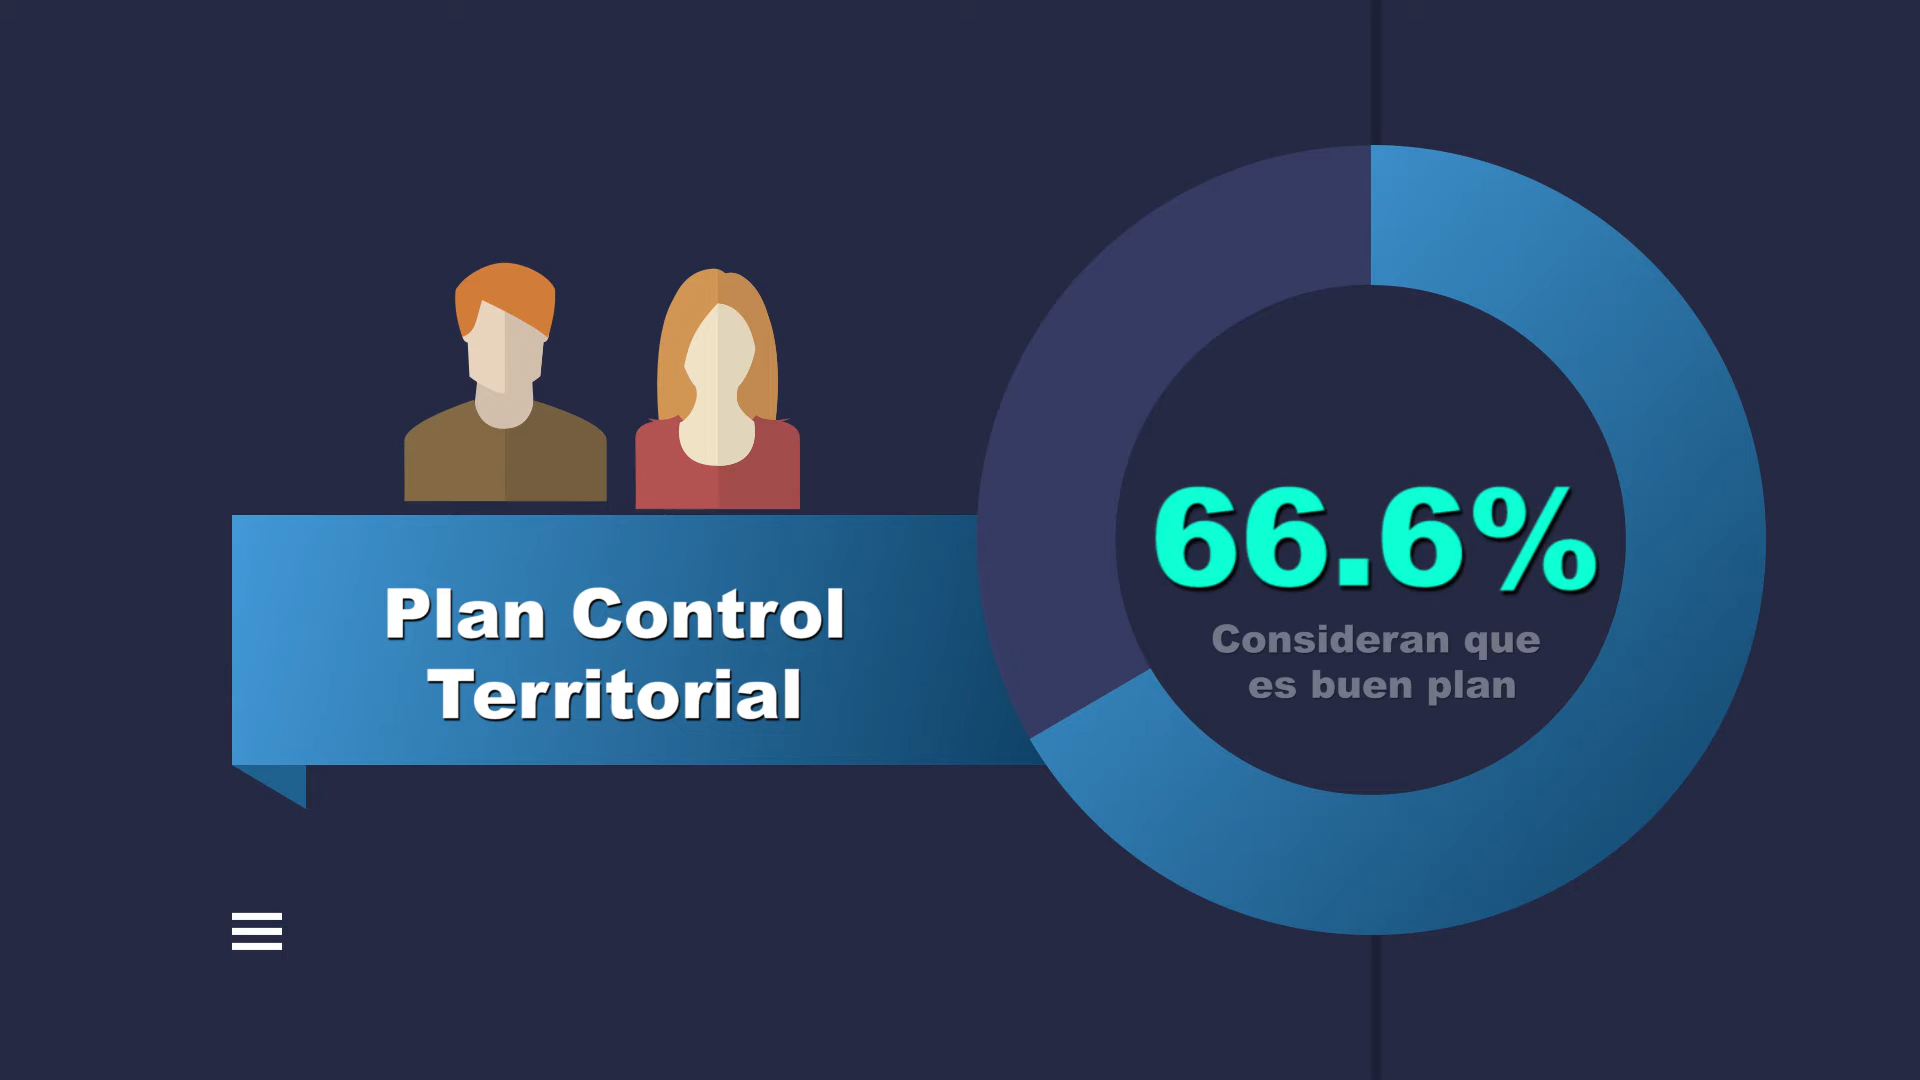 Plan Control
Territorial
66.6%
Consideran que
es buen plan